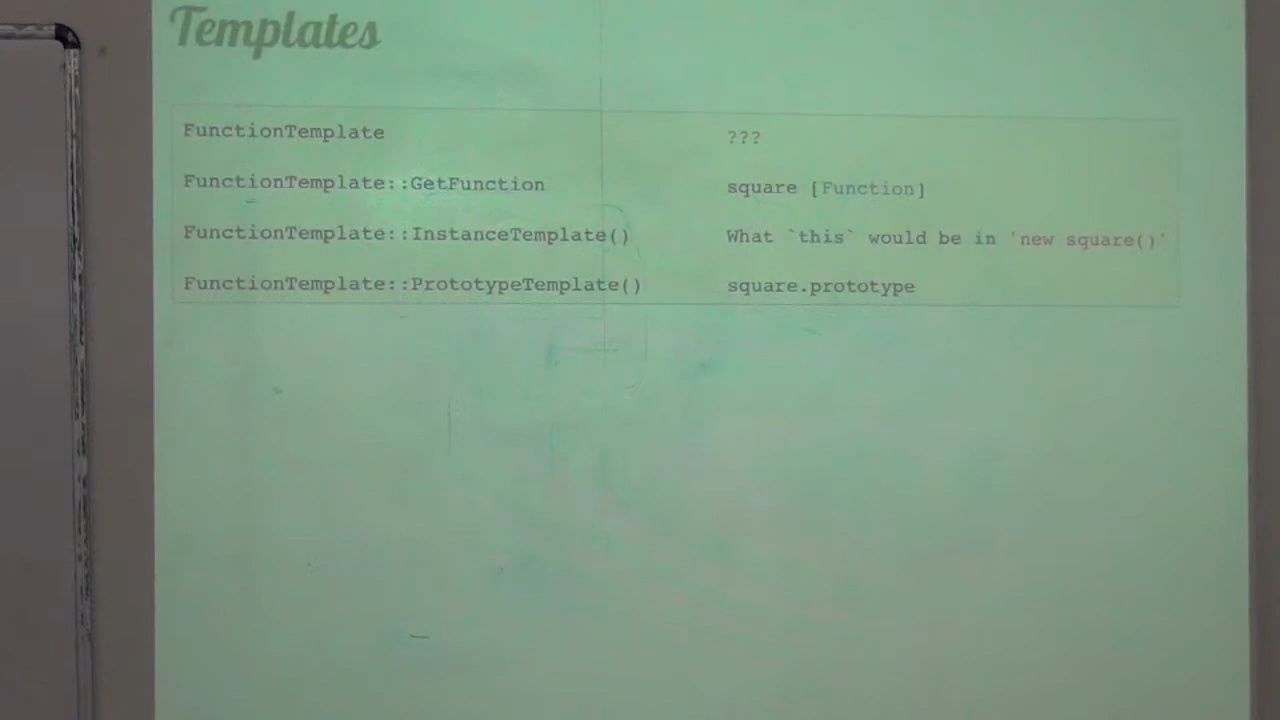 Templates
FunctionTemplate ???
FunctionTemplate::GetFunction square [Function]
FunctionTemplate::InstanceTemplate() What `this` would be in 'new square()'
FunctionTemplate::PrototypeTemplate() square.prototype